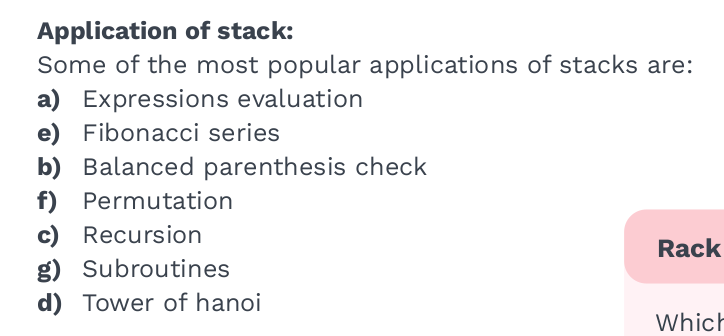 Application of stack:
Some of the most popular applications of stacks are:
a) Expressions evaluation
e) Fibonacci series
b) Balanced parenthesis check
f) Permutation
c) Recursion
g) Subroutines
d) Tower of hanoi
Rack
Which